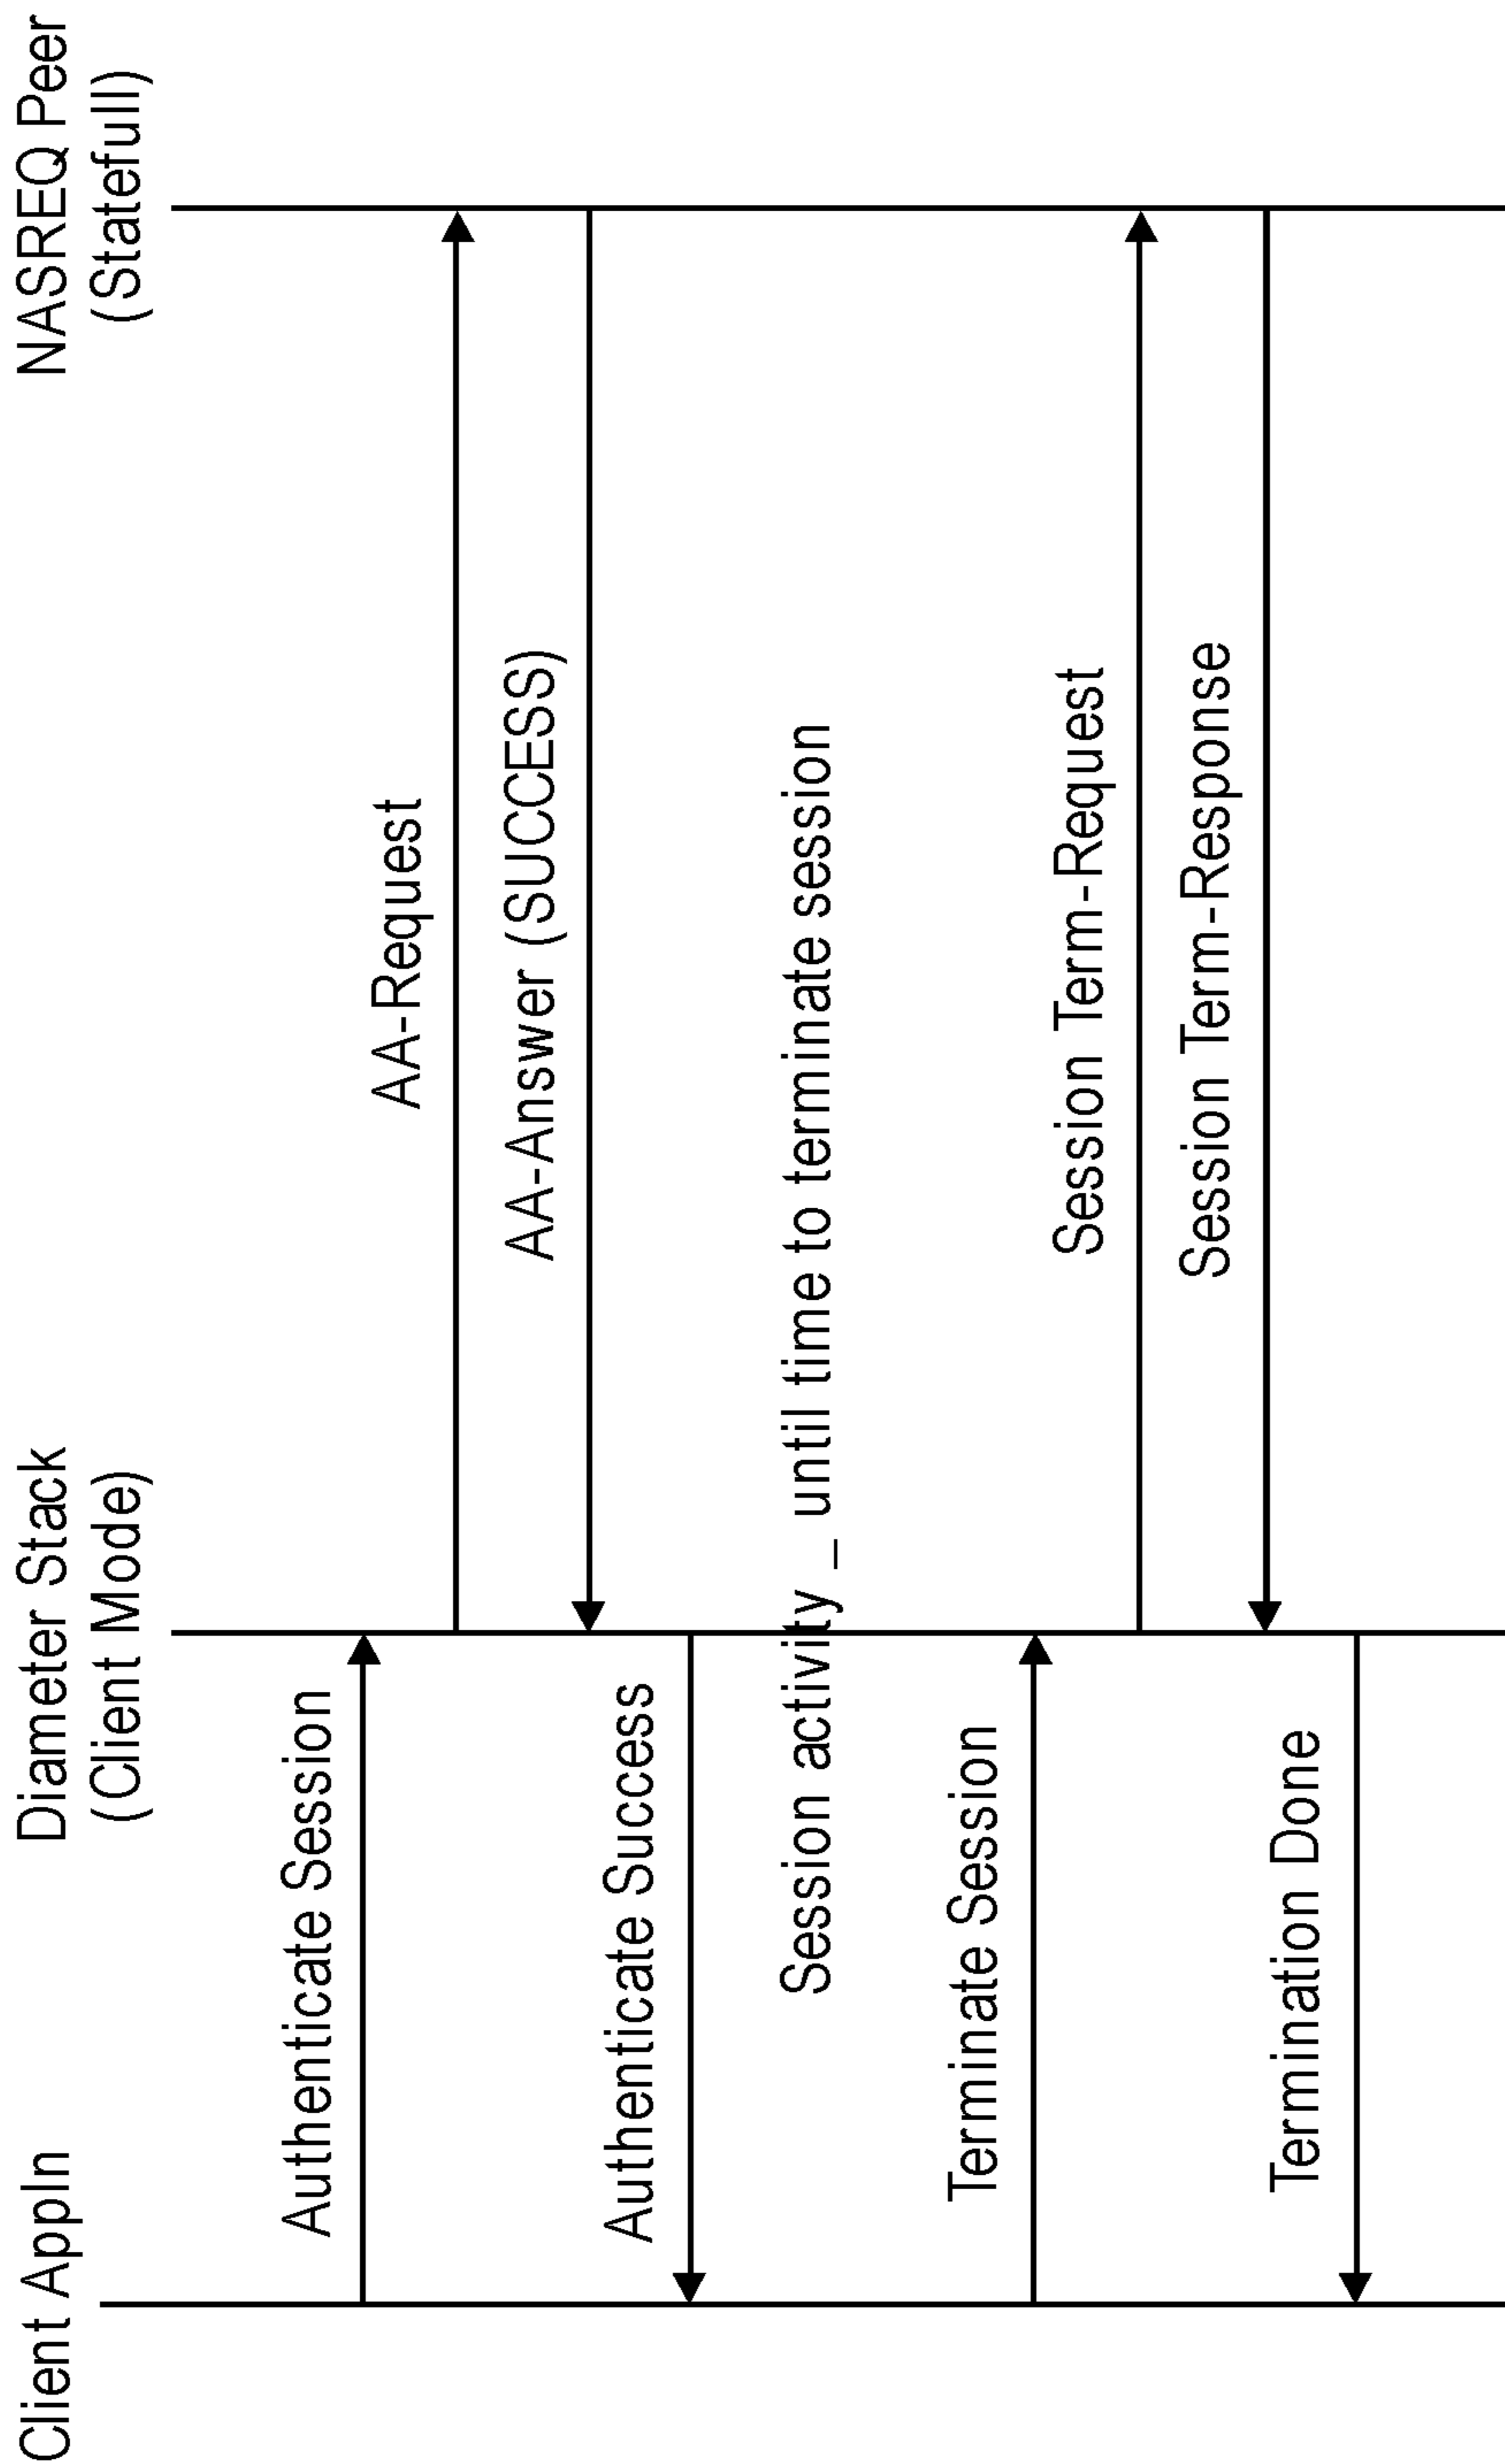 Client Appln
Diameter Stack
(Client Mode)
NASREQ Peer
(Statefull)
Authenticate Session
AA-Request
AA-Answer (SUCCESS)
Authenticate Success
Session activity _ until time to terminate session
Terminate Session
Session Term-Request
Session Term-Response
Termination Done